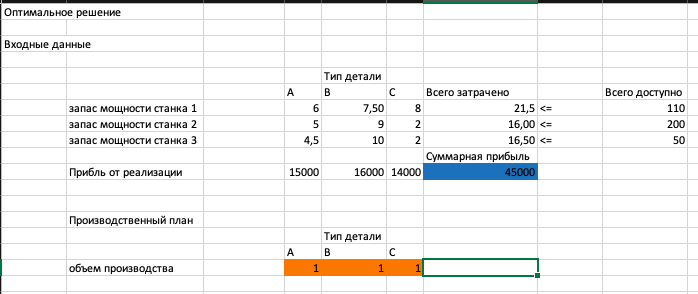 Оптимальное решение
Входные данные
Тип детали
A B C Всего затрачено Всего доступно
запас мощности станка 1 6 7,50 8 21,5 <= 110
запас мощности станка 2 5 9 2 16,00 <= 200
запас мощности станка 3 4,5 10 2 16,50 <= 50
Суммарная прибыль
Прибль от реализации 15000 16000 14000 45000
Производственный план
Тип детали
A B C
объем производства 1 1 1